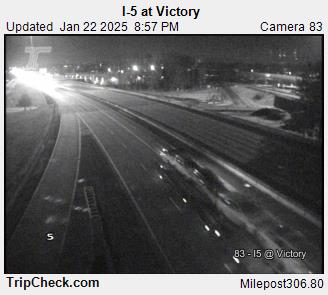 I-5 at Victory
Updated Jan 22 2025 8:57 PM Camera 83
83 - I5 @ Victory
TripCheck.com Milepost306.80